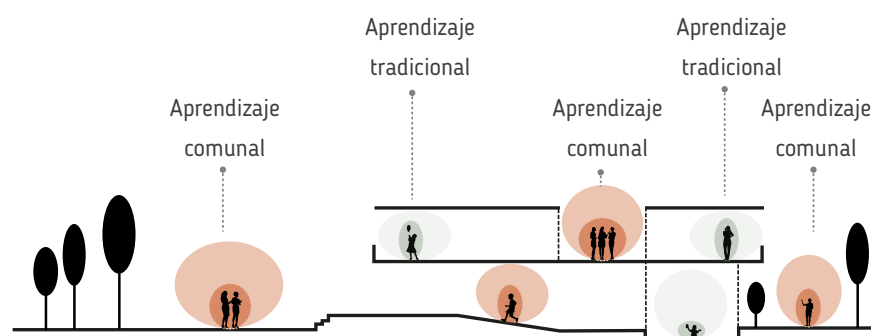 Aprendizaje
tradicional
Aprendizaje
tradicional
Aprendizaje
comunal
Aprendizaje
comunal
Aprendizaje
comunal